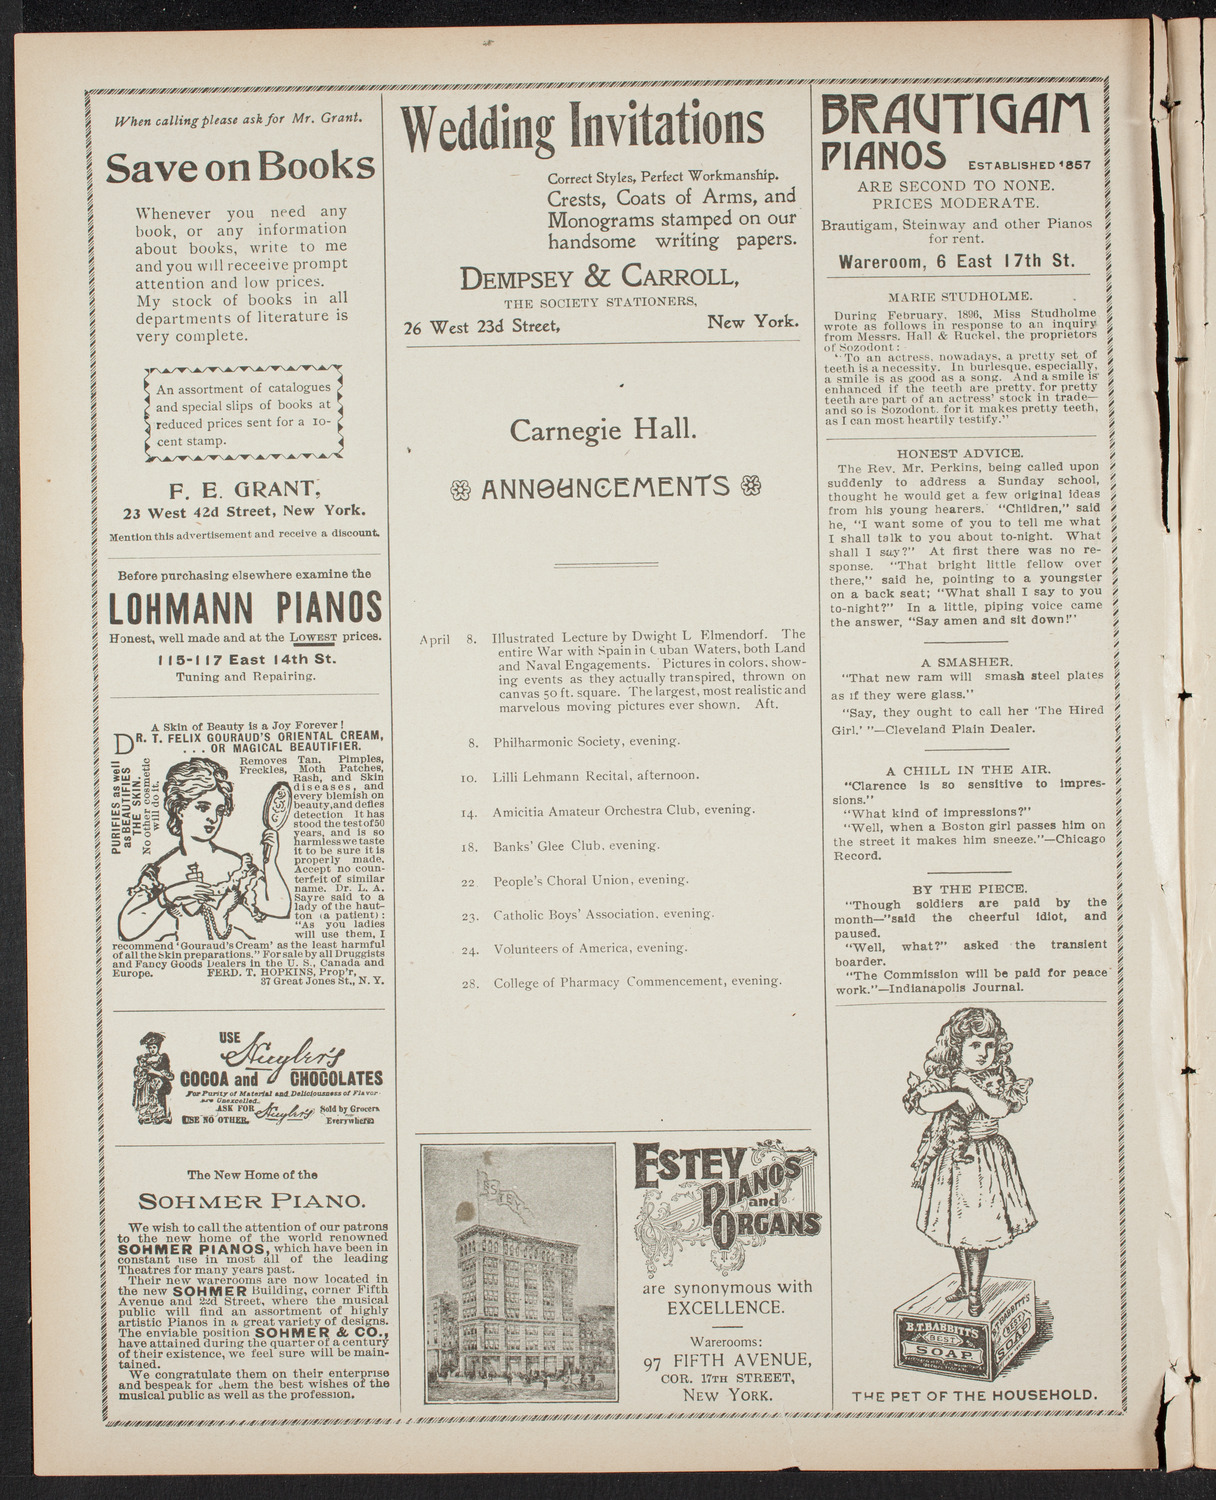 When calling please ask for Mr. Grant.
Save on Books
Whenever you need any
book, or any information
about books, write to me
and you will receeive prompt
attention and low prices.
My stock of books in all
departments of literature is
very complete.
An assortment of catalogues
and special slips of books at
reduced prices sent for a 10-
cent stamp.
F. E. GRANT,
23 West 42d Street, New York.
Mention this advertisement and receive a discount.
Before purchasing elsewhere examine the
LOHMANN PIANOS
Honest, well made and at the LOWEST prices.
115-117 East 14th St.
Tuning and Repairing.
A Skin of Beauty is a Joy Forever!
DR. T. FELIX GOURAUD'S ORIENTAL CREAM,
. . . OR MAGICAL BEAUTIFIER.
PURIFIES as well
as BEAUTIFIES
THE SKIN.
No other cosmetic
will do it.
Removes Tan, Pimples,
Freckles, Moth Patches,
Rash, and Skin
diseases, and
every blemish on
beauty, and defies
detection It has
stood the test of 50
years, and is so
harmless we taste
it to be sure it is
properly made.
Accept no coun-
terfeit of similar
name. Dr. L. A.
Sayre said to a
lady of the haut-
ton (a patient):
"As you ladies
will use them, I
recommend 'Gouraud's Cream' as the least harmful
of all the Skin preparations." For sale by all Druggists
and Fancy Goods Dealers in the U. S., Canada and
Europe. FERD. T. HOPKINS, Prop'r,
37 Great Jones St., N. Y.
USE
Huyler's
COCOA and CHOCOLATES
For Purity of Material and Deliciousness of Flavor
are Unexcelled.
ASK FOR Huyler's Sold by Grocers
USE NO OTHER. Everywhere
The New Home of the
SOHMER PIANO.
We wish to call the attention of our patrons
to the new home of the world renowned
SOHMER PIANOS, which have been in
constant use in most all of the leading
Theatres for many years past.
Their new warerooms are now located in
the new SOHMER Building, corner Fifth
Avenue and 22d Street, where the musical
public will find an assortment of highly
artistic Pianos in a great variety of designs.
The enviable position SOHMER & CO.,
have attained during the quarter of a century
of their existence, we feel sure will be main-
tained.
We congratulate them on their enterprise
and bespeak for them the best wishes of the
musical public as well as the profession.
Wedding Invitations
Correct Styles, Perfect Workmanship.
Crests, Coats of Arms, and
Monograms stamped on our
handsome writing papers.
DEMPSEY & CARROLL,
THE SOCIETY STATIONERS,
26 West 23d Street, New York.
Carnegie Hall.
ANNOUNCEMENTS
April 8. Illustrated Lecture by Dwight L Elmendorf. The
entire War with Spain in Cuban Waters, both Land
and Naval Engagements. Pictures in colors, show-
ing events as they actually transpired, thrown on
canvas 50 ft. square. The largest, most realistic and
marvelous moving pictures ever shown. Aft.
8. Philharmonic Society, evening.
10. Lilli Lehmann Recital, afternoon.
14. Amicitia Amateur Orchestra Club, evening.
18. Banks' Glee Club, evening.
22 People's Choral Union, evening.
23. Catholic Boys' Association, evening.
24. Volunteers of America, evening.
28. College of Pharmacy Commencement, evening.
ESTEY
ESTEY
PIANOS
and
ORGANS
are synonymous with
EXCELLENCE.
Warerooms:
97 FIFTH AVENUE,
COR. 17TH STREET,
NEW YORK.
BRAUTIGAM
PIANOS ESTABLISHED 1857
ARE SECOND TO NONE.
PRICES MODERATE.
Brautigam, Steinway and other Pianos
for rent.
Wareroom, 6 East 17th St.
MARIE STUDHOLME.
During February, 1896, Miss Studholme
wrote as follows in response to an inquiry
from Messrs. Hall & Ruckel, the proprietors
of Sozodont:
"To an actress, nowadays, a pretty set of
teeth is a necessity. In burlesque, especially,
a smile is as good as a song. And a smile is
enhanced if the teeth are pretty, for pretty
teeth are part of an actress' stock in trade—
and so is Sozodont, for it makes pretty teeth,
as I can most heartily testify."
HONEST ADVICE.
The Rev. Mr. Perkins, being called upon
suddenly to address a Sunday school,
thought he would get a few original ideas
from his young hearers. "Children," said
he, "I want some of you to tell me what
I shall talk to you about to-night. What
shall I say?" At first there was no re-
sponse. "That bright little fellow over
there," said he, pointing to a youngster
on a back seat; "What shall I say to you
to-night?" In a little, piping voice came
the answer, "Say amen and sit down!"
A SMASHER.
"That new ram will smash steel plates
as if they were glass."
"Say, they ought to call her 'The Hired
Girl.' "—Cleveland Plain Dealer.
A CHILL IN THE AIR.
"Clarence is so sensitive to impres-
sions."
"What kind of impressions?"
"Well, when a Boston girl passes him on
the street it makes him sneeze."—Chicago
Record.
BY THE PIECE.
"Though soldiers are paid by the
month—"said the cheerful idiot, and
paused.
"Well, what?" asked the transient
boarder.
"The Commission will be paid for peace
work."—Indianapolis Journal.
B.T. BABBITT'S
BEST
SOAP
B.T. BABBITT'S
BEST
SOAP
THE PET OF THE HOUSEHOLD.